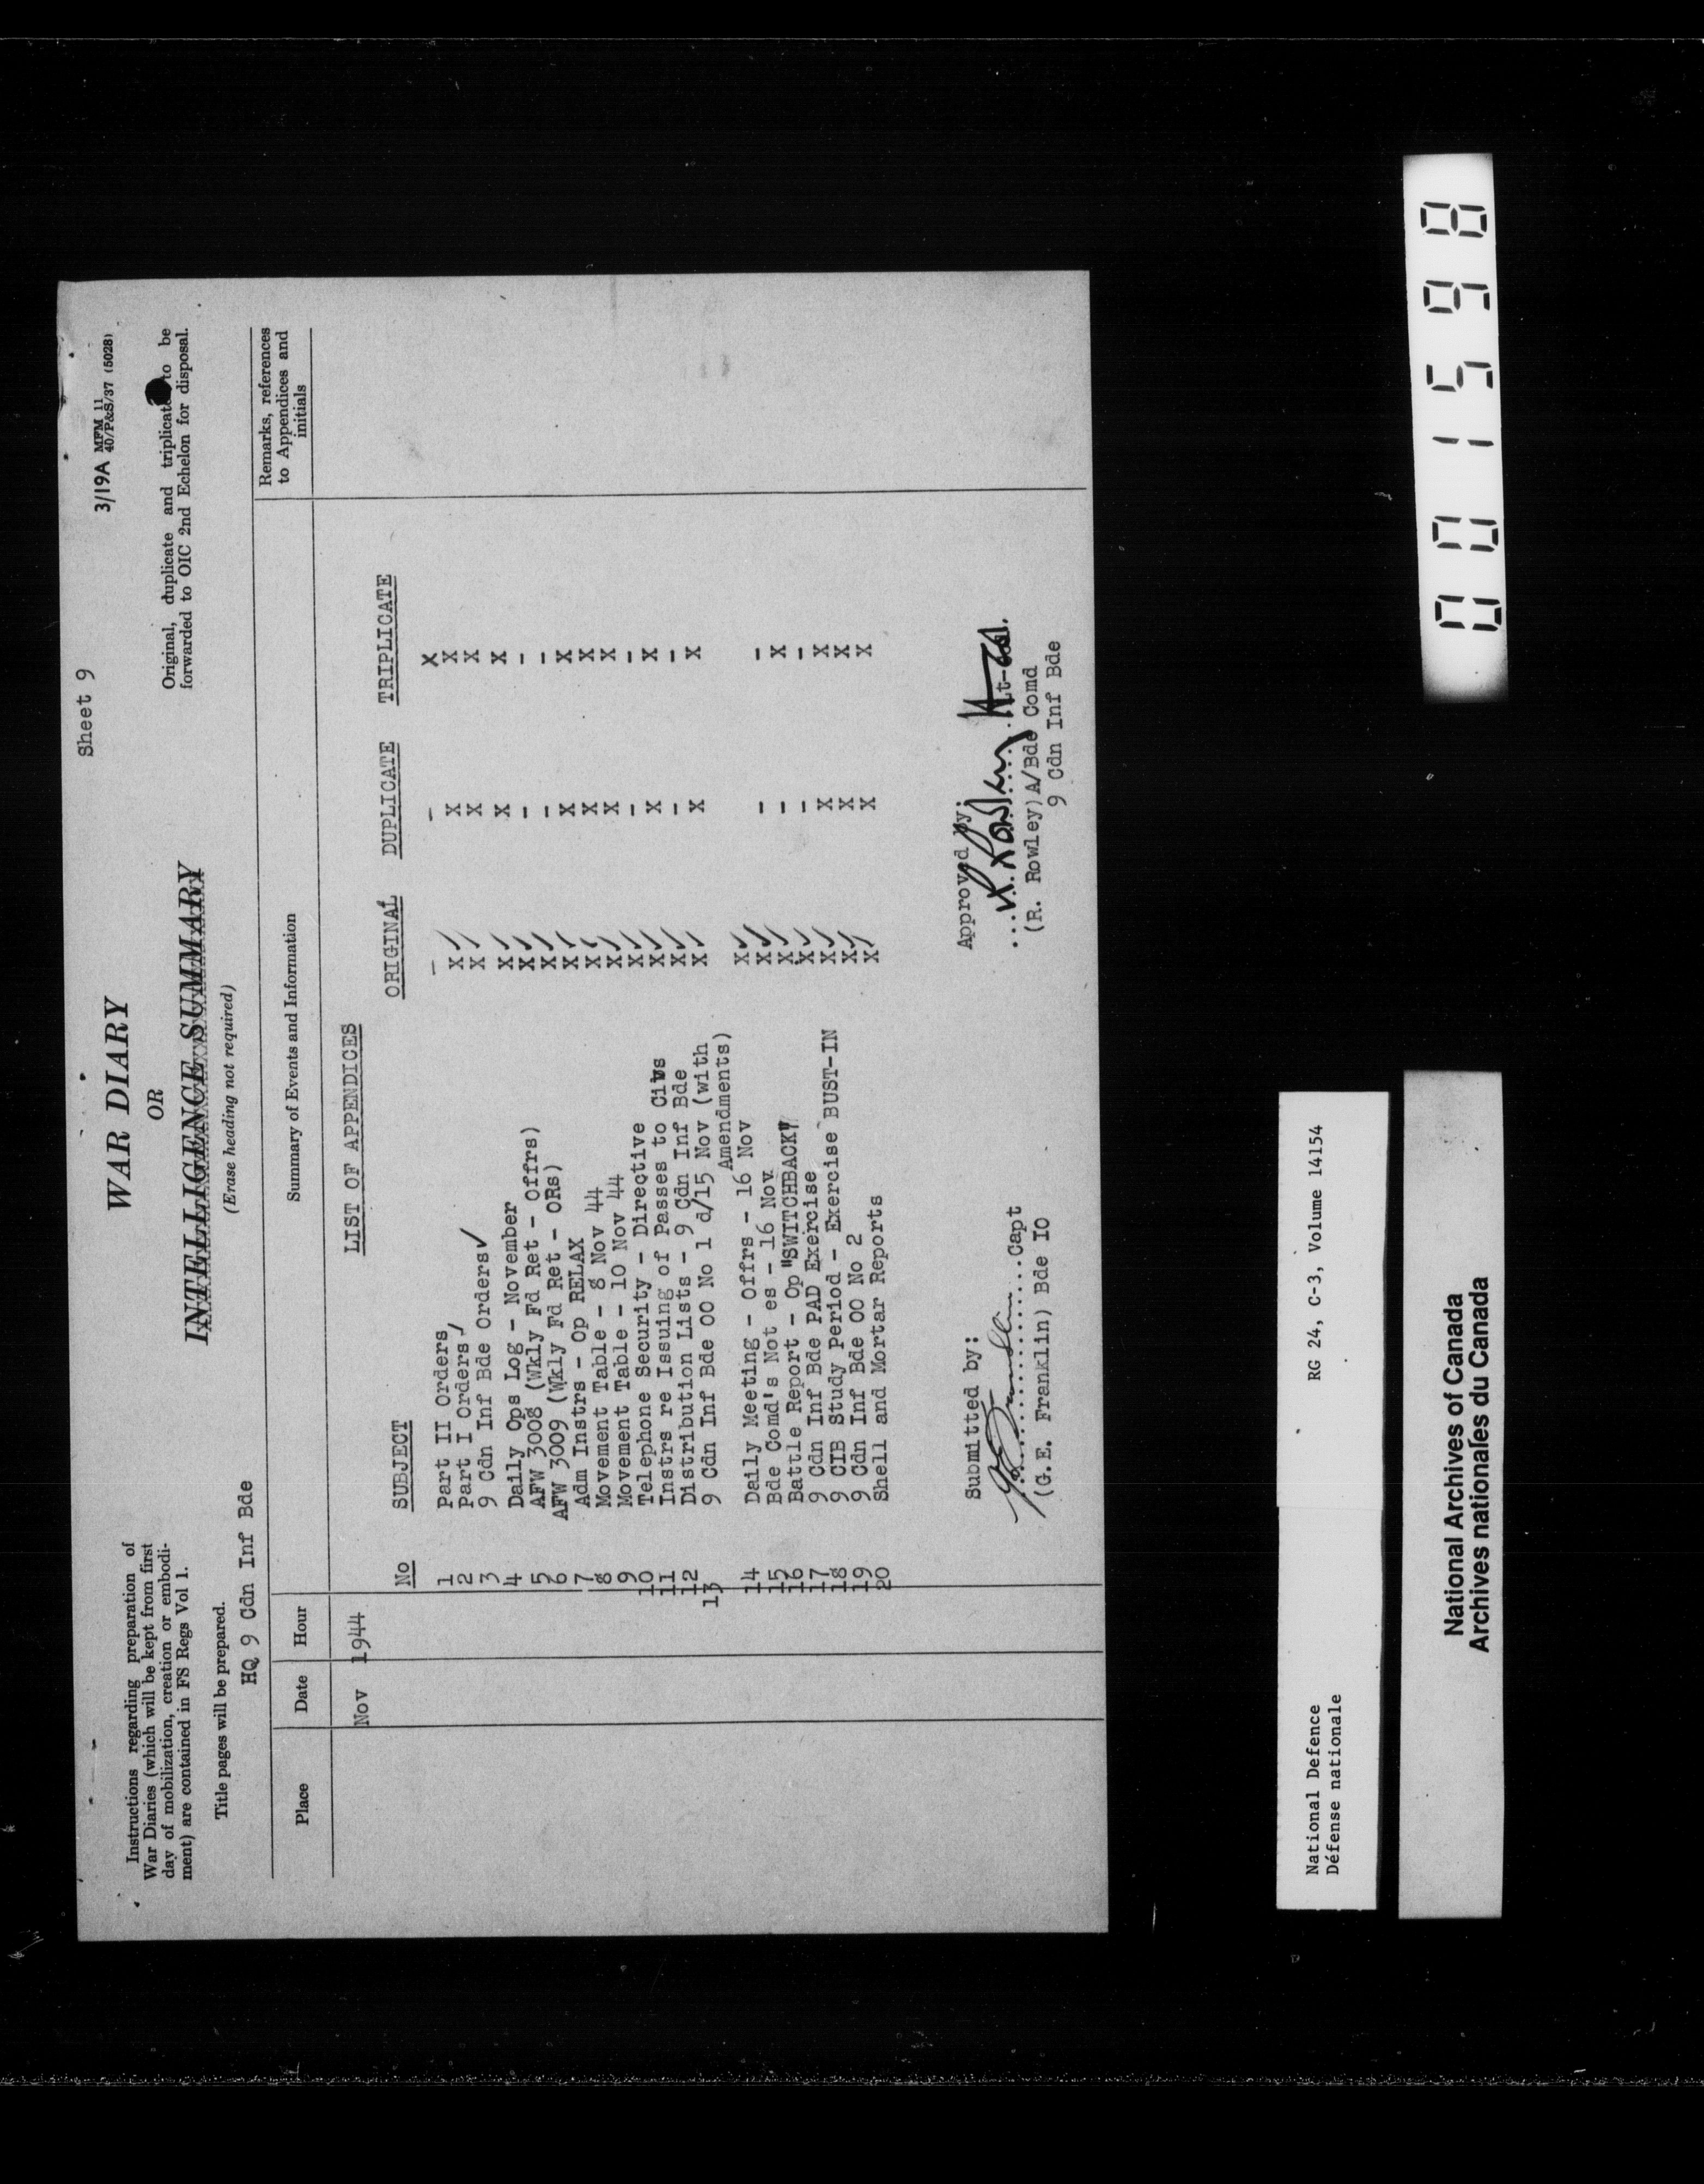 Sheet 9
3/19A MFM 11
40/P&S/37 (5028)
Instructions regarding preparation of
War Diaries (which will be kept from first
day of mobilization, creation or embodi-
ment) are contained in FS Regs Vol 1.
Title pages will be prepared.
HQ 9 Cdn Inf Bde
WAR DIARY
OR
INTELLIGENCE SUMMARY
(Erase heading not required)
Original, duplicate and triplicate to be
forwarded to OIC 2nd Echelon for disposal.
Place Date Hour Summary of Events and Information Remarks, references
to Appendices and
initials
Nov 1944
LIST OF APPENDICES
No SUBJECT ORIGINAL DUPLICATE TRIPLICATE
1 Part II Orders - - X
2 Part I Orders ✓ X ✓ X X
3 9 Cdn Inf Bde Orders ✓ X ✓ X X
4 Daily Ops Log - November X ✓ X X
5 AFW 3008 (Wkly Fd Ret - Offrs) X ✓ - -
6 AFW 3009 (Wkly Fd Ret - ORs) X ✓ - -
7 Adm Instrs - Op RELAX X ✓ X X
8 Movement Table - 8 Nov 44 X ✓ X X
9 Movement Table - 10 Nov 44 X ✓ X X
10 Telephone Security - Directive X ✓ - -
11 Instrs re Issuing of Passes to Civs X ✓ X X
12 Distribution Lists - 9 Cdn Inf Bde X ✓ - -
13 9 Cdn Inf Bde OO No 1 d/15 Nov (with X ✓ X X
Amendments)
14 Daily Meeting - Offrs - 16 Nov X ✓
15 Bde Comd's Not es - 16 Nov X ✓ - -
16 Battle Report - Op "SWITCHBACK" X ✓ - X
17 9 Cdn Inf Bde PAD Exercise X ✓ - -
18 9 CIB Study Period - Exercise BUST-IN X ✓ X X
19 9 Cdn Inf Bde OO No 2 X ✓ X X
20 Shell and Mortar Reports X ✓ X X
Submitted by:
Capt
(G.E. Franklin) Bde IO
Approved by:
R. Rowley Lt-Col.
(R. Rowley) A/Bde Comd
9 Cdn Inf Bde
National Defence
Défense nationale
RG 24, C-3, Volume 14154
National Archives of Canada
Archives nationales du Canada
001598